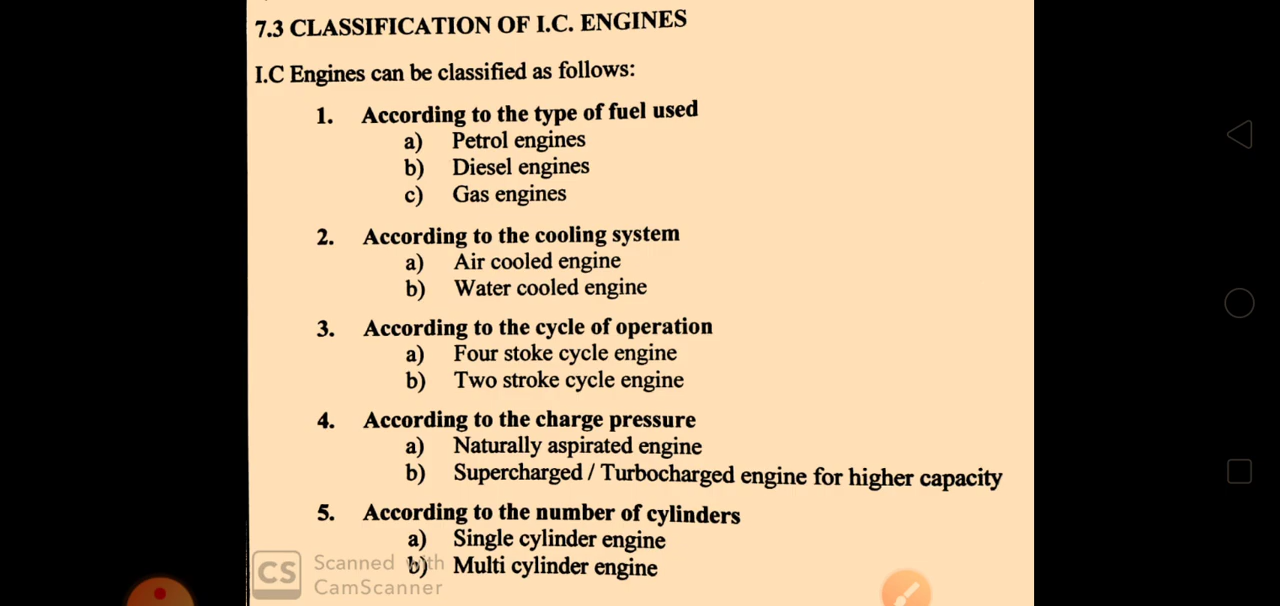 7.3 CLASSIFICATION OF I.C. ENGINES
I.C Engines can be classified as follows:
1. According to the type of fuel used
a) Petrol engines
b) Diesel engines
c) Gas engines
2. According to the cooling system
a) Air cooled engine
b) Water cooled engine
3. According to the cycle of operation
a) Four stoke cycle engine
b) Two stroke cycle engine
4. According to the charge pressure
a) Naturally aspirated engine
b) Supercharged / Turbocharged engine for higher capacity
5. According to the number of cylinders
a) Single cylinder engine
b) Multi cylinder engine
CS Scanned with
CamScanner